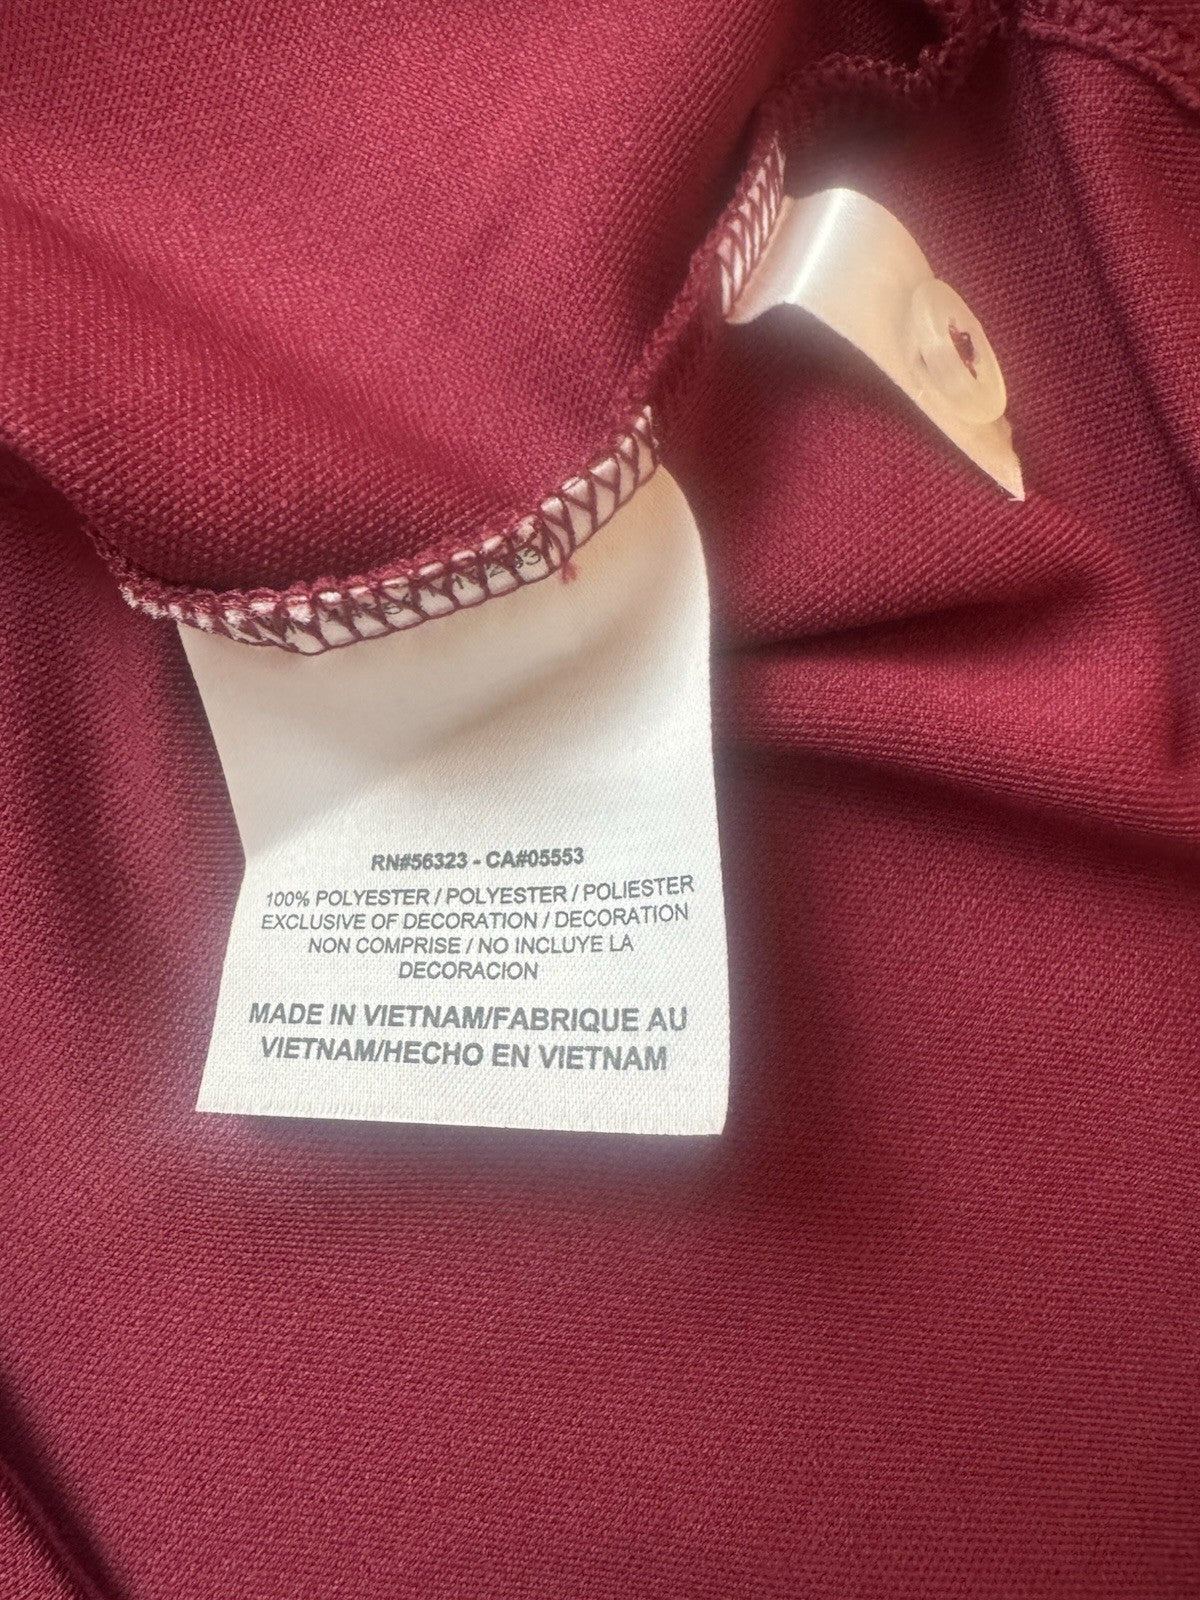 RN#56323 - CA#05553
100% POLYESTER / POLYESTER / POLIESTER
EXCLUSIVE OF DECORATION / DECORATION
NON COMPRISE / NO INCLUYE LA
DECORACION
MADE IN VIETNAM/FABRIQUE AU
VIETNAM/HECHO EN VIETNAM